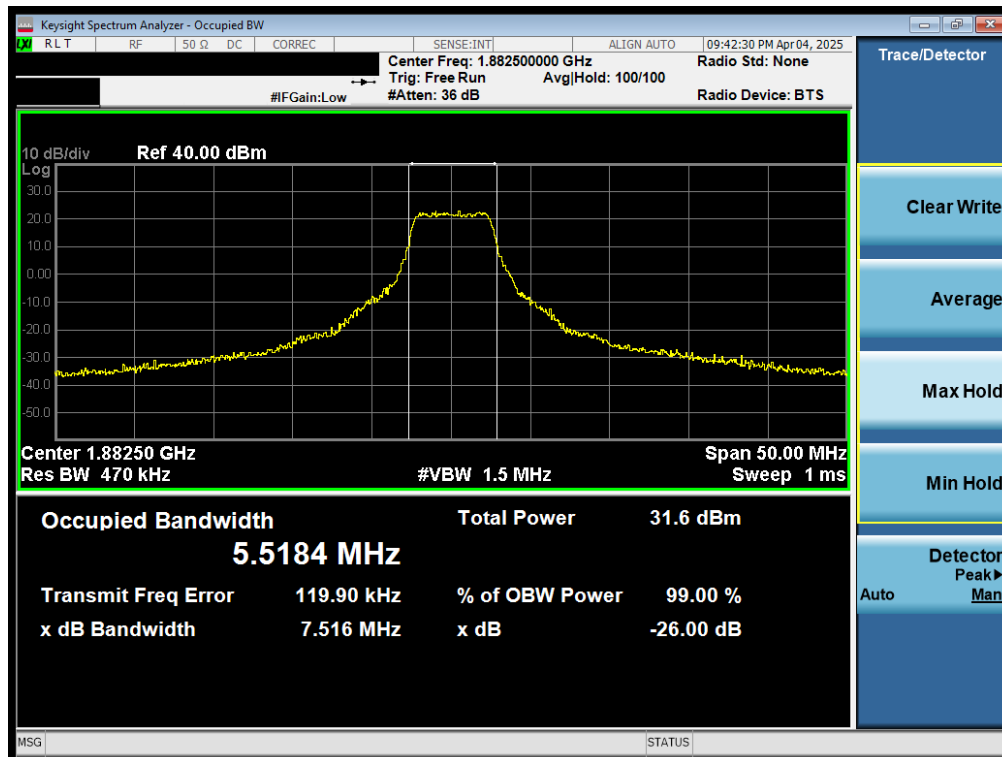 Keysight Spectrum Analyzer - Occupied BW
LXI RLT RF 50 Ω DC CORREC SENSE:INT ALIGN AUTO 09:42:30 PM Apr 04, 2025
Center Freq: 1.882500000 GHz Radio Std: None
Trig: Free Run Avg|Hold: 100/100
#IFGain:Low #Atten: 36 dB Radio Device: BTS
10 dB/div Ref 40.00 dBm
Log
30.0
20.0
10.0
0.00
-10.0
-20.0
-30.0
-40.0
-50.0
Center 1.88250 GHz Span 50.00 MHz
Res BW 470 kHz #VBW 1.5 MHz Sweep 1 ms
Occupied Bandwidth Total Power 31.6 dBm
5.5184 MHz
Transmit Freq Error 119.90 kHz % of OBW Power 99.00 %
x dB Bandwidth 7.516 MHz x dB -26.00 dB
MSG STATUS
Trace/Detector
Clear Write
Average
Max Hold
Min Hold
Detector
Peak▶
Auto Man